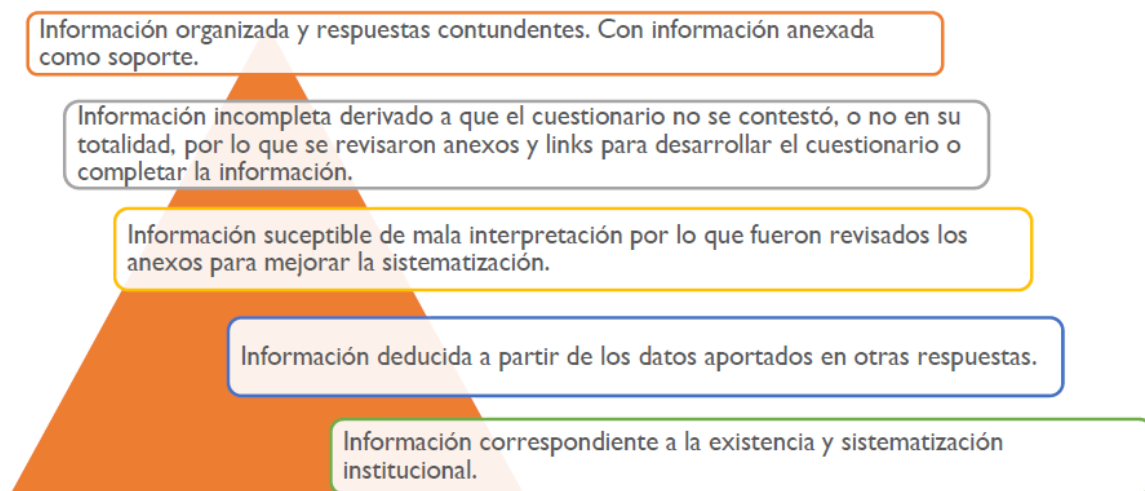 Información organizada y respuestas contundentes. Con información anexada
como soporte.
Información incompleta derivado a que el cuestionario no se contestó, o no en su
totalidad, por lo que se revisaron anexos y links para desarrollar el cuestionario o
completar la información.
Información suceptible de mala interpretación por lo que fueron revisados los
anexos para mejorar la sistematización.
Información deducida a partir de los datos aportados en otras respuestas.
Información correspondiente a la existencia y sistematización
institucional.